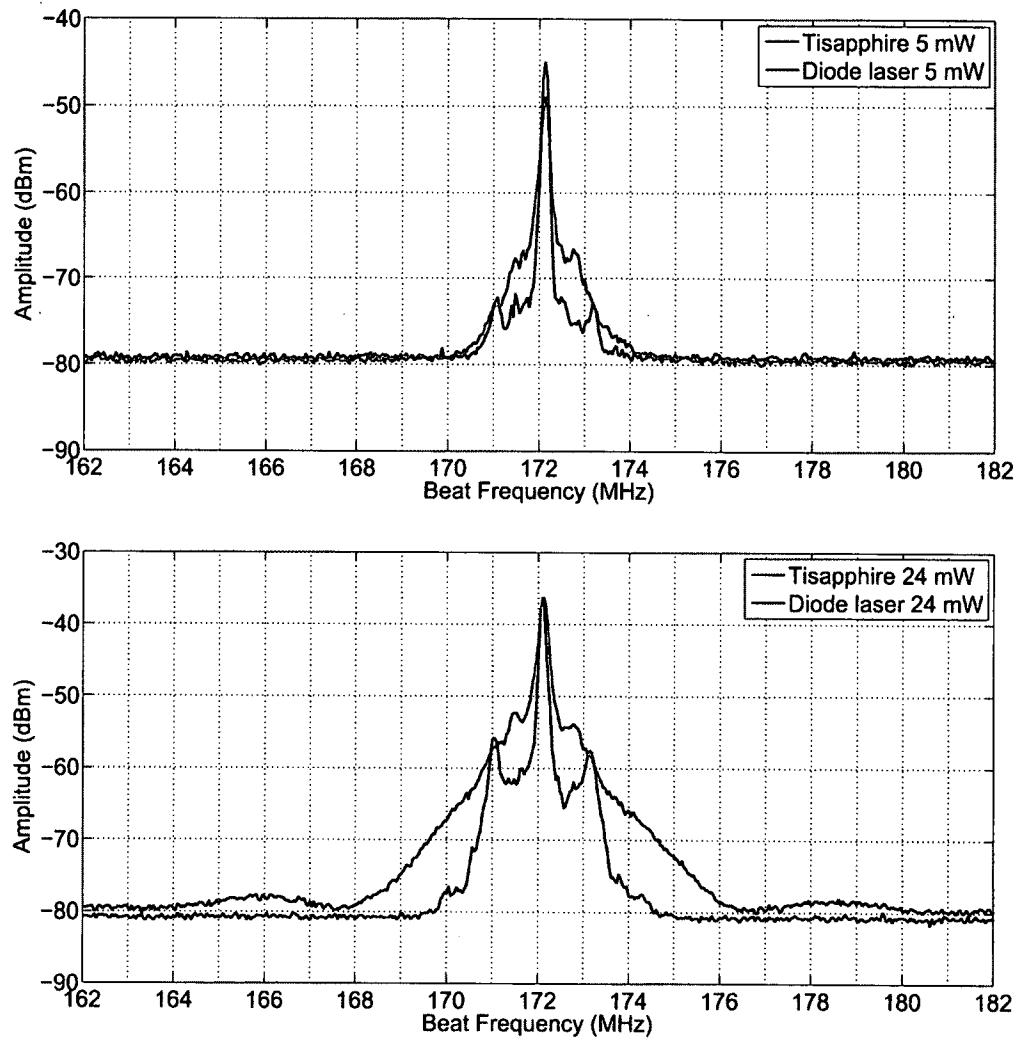 −40
−50
−60
−70
−80
−90
Amplitude (dBm)
Tisapphire 5 mW
Diode laser 5 mW
162 164 166 168 170 172 174 176 178 180 182
Beat Frequency (MHz)
−30
−40
−50
−60
−70
−80
−90
Amplitude (dBm)
Tisapphire 24 mW
Diode laser 24 mW
162 164 166 168 170 172 174 176 178 180 182
Beat Frequency (MHz)